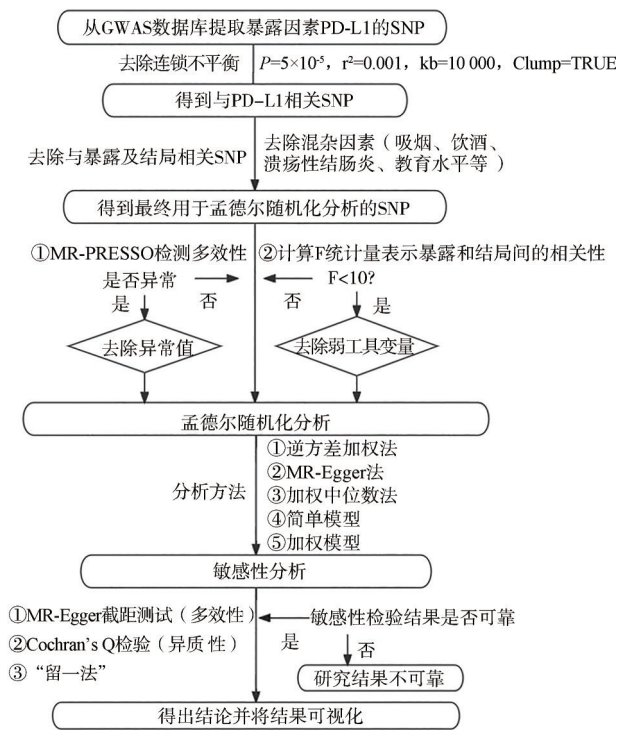 从GWAS数据库提取暴露因素PD-L1的SNP
去除连锁不平衡 P=5×10-5，r2=0.001，kb=10 000，Clump=TRUE
得到与PD-L1相关SNP
去除与暴露及结局相关SNP
去除混杂因素（吸烟、饮酒、
溃疡性结肠炎、教育水平等）
得到最终用于孟德尔随机化分析的SNP
①MR-PRESSO检测多效性 ②计算F统计量表示暴露和结局间的相关性
是否异常 F<10?
是 否 否 是
去除异常值 去除弱工具变量
孟德尔随机化分析
分析方法
①逆方差加权法
②MR-Egger法
③加权中位数法
④简单模型
⑤加权模型
敏感性分析
①MR-Egger截距测试（多效性） 敏感性检验结果是否可靠
②Cochran's Q检验（异质性） 是 否
③“留一法” 研究结果不可靠
得出结论并将结果可视化